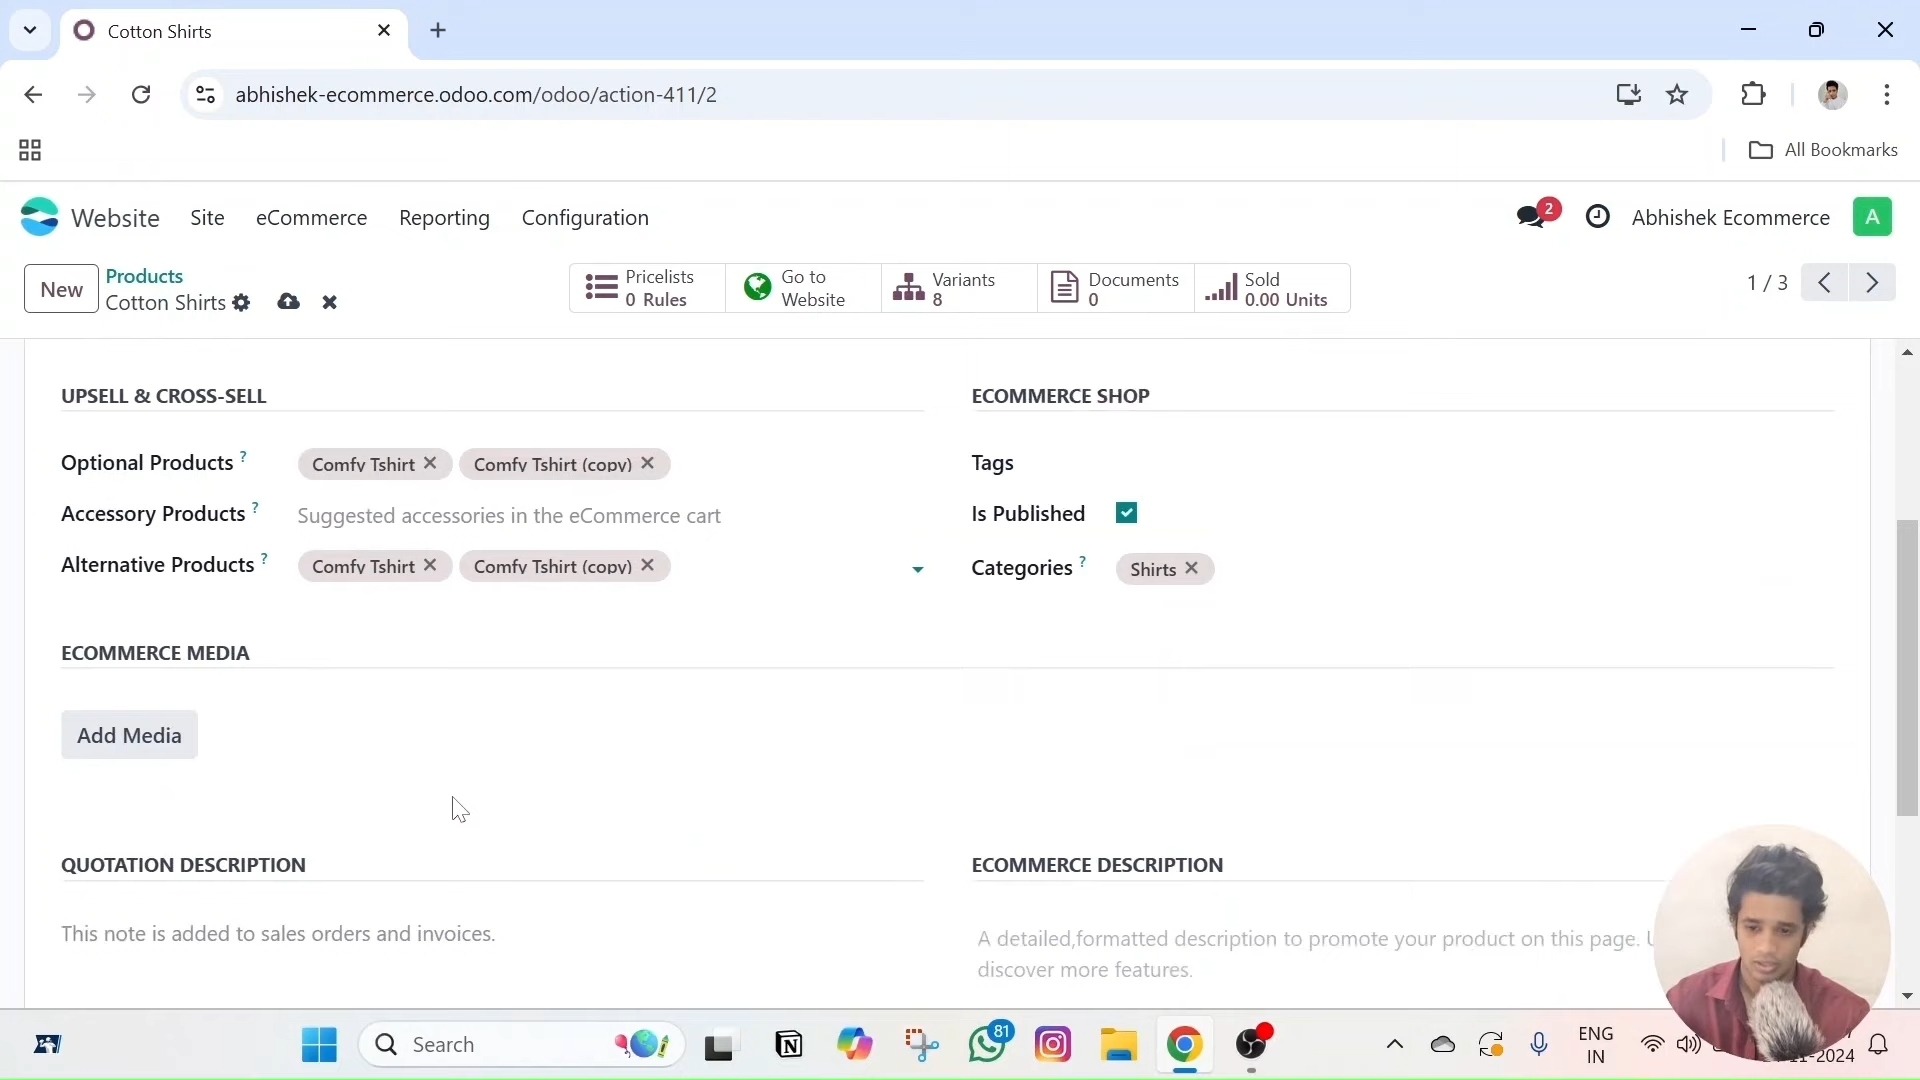 Cotton Shirts
abhishek-ecommerce.odoo.com/odoo/action-411/2
All Bookmarks
Website Site eCommerce Reporting Configuration
2
Abhishek Ecommerce A
New
Products
Cotton Shirts
Pricelists
0 Rules
Go to
Website
Variants
8
Documents
0
Sold
0.00 Units
1 / 3
UPSELL & CROSS-SELL
Optional Products ? Comfy Tshirt Comfy Tshirt (copy)
Accessory Products ? Suggested accessories in the eCommerce cart
Alternative Products ? Comfy Tshirt Comfy Tshirt (copy)
ECOMMERCE SHOP
Tags
Is Published
Categories ? Shirts
ECOMMERCE MEDIA
Add Media
QUOTATION DESCRIPTION
This note is added to sales orders and invoices.
ECOMMERCE DESCRIPTION
A detailed,formatted description to promote your product on this page.
discover more features.
Search
81
ENG
IN
-2024